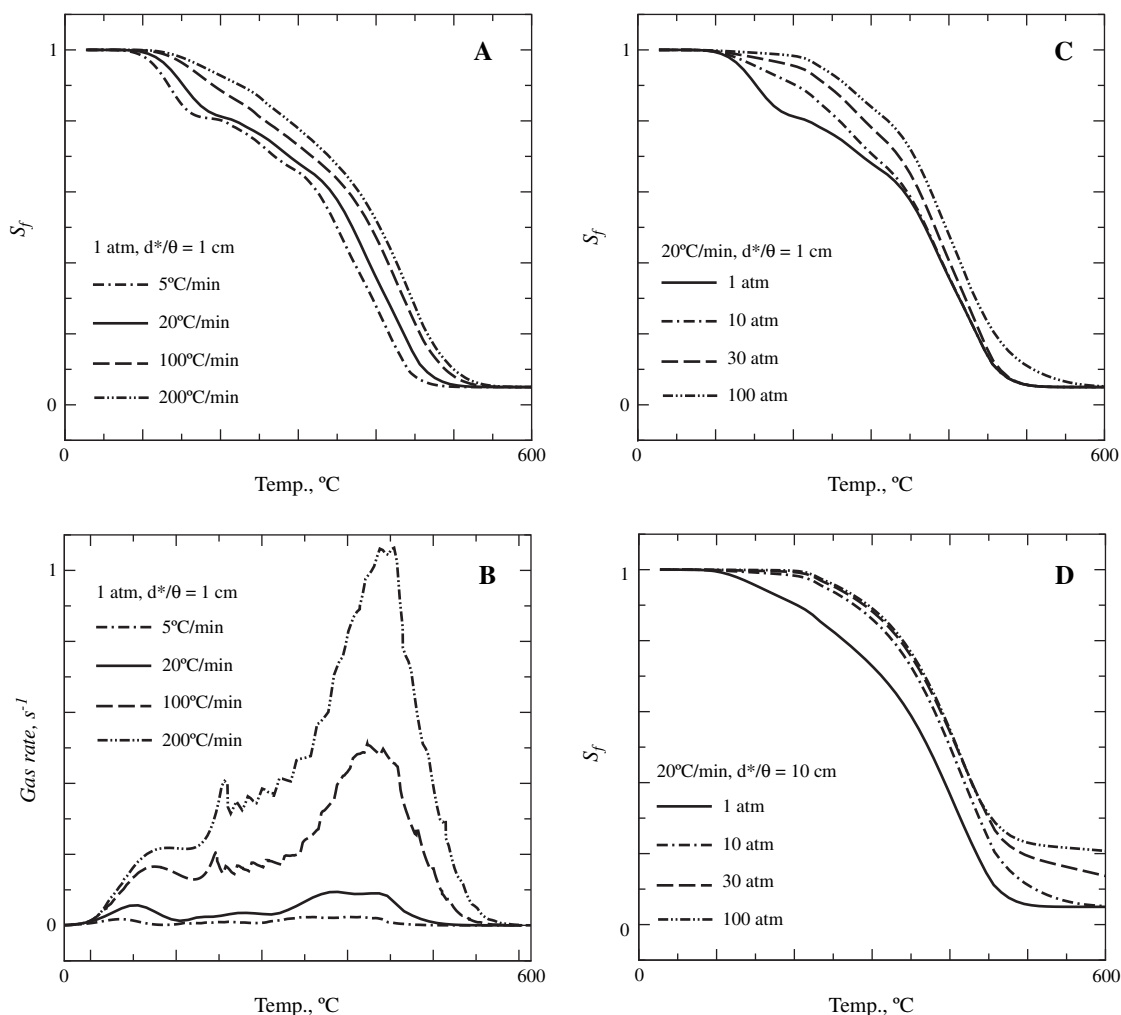 A
1
S_f
1 atm, d*/θ = 1 cm
5ºC/min
20ºC/min
100ºC/min
200ºC/min
0
0
600
Temp., ºC
C
1
S_f
20ºC/min, d*/θ = 1 cm
1 atm
10 atm
30 atm
100 atm
0
0
600
Temp., ºC
B
1
Gas rate, s⁻¹
1 atm, d*/θ = 1 cm
5ºC/min
20ºC/min
100ºC/min
200ºC/min
0
0
600
Temp., ºC
D
1
S_f
20ºC/min, d*/θ = 10 cm
1 atm
10 atm
30 atm
100 atm
0
0
600
Temp., ºC